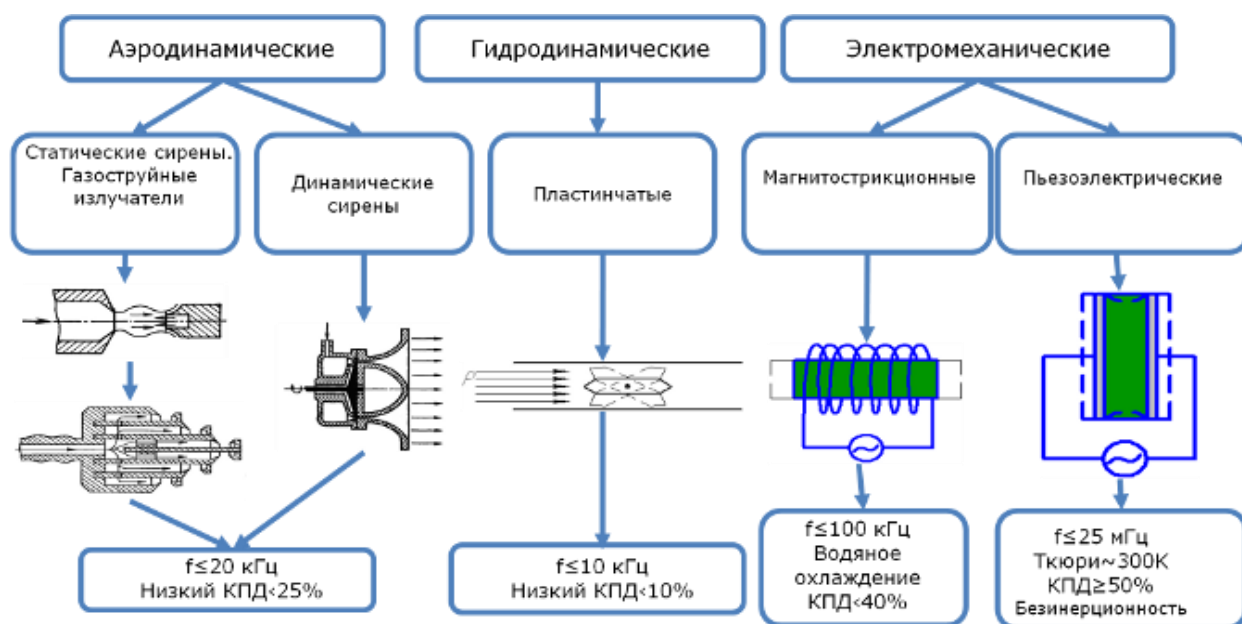 Аэродинамические
Гидродинамические
Электромеханические
Статические сирены.
Газоструйные
излучатели
Динамические
сирены
Пластинчатые
Магнитострикционные
Пьезоэлектрические
P
f≤20 кГц
Низкий КПД<25%
f≤10 кГц
Низкий КПД<10%
f≤100 кГц
Водяное
охлаждение
КПД<40%
f≤25 мГц
Ткюри~300K
КПД≥50%
Безинерционность